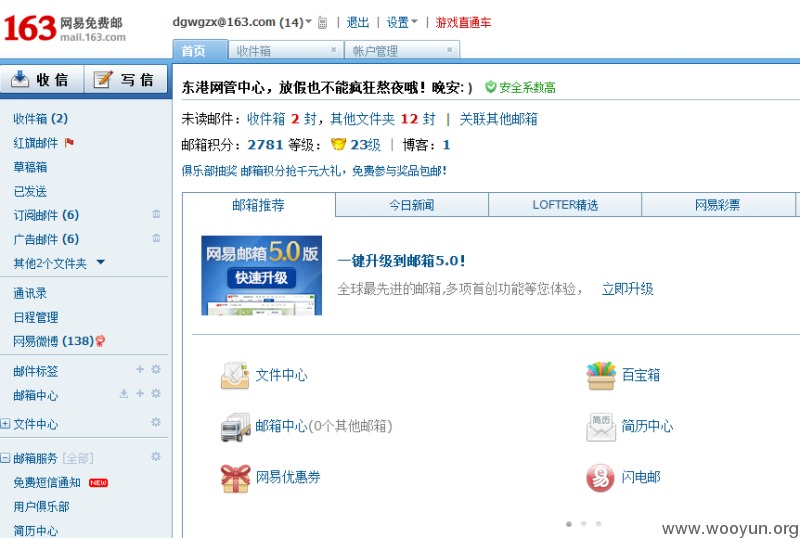 163 网易免费邮
mail.163.com
dgwgzx@163.com (14) | 退出 | 设置 | 游戏直通车
首页 收件箱 × 帐户管理 ×
收 信 写 信
收件箱 (2)
红旗邮件
草稿箱
已发送
订阅邮件 (6)
广告邮件 (6)
其他2个文件夹
通讯录
日程管理
网易微博 (138)
邮件标签
邮箱中心
文件中心
邮箱服务 [全部]
免费短信通知 NEW
用户俱乐部
简历中心
东港网管中心，放假也不能疯狂熬夜哦！晚安:) 安全系数高
未读邮件：收件箱 2 封，其他文件夹 12 封 | 关联其他邮箱
邮箱积分：2781 等级： 23级 | 博客：1
俱乐部抽奖 邮箱积分抢千元大礼，免费参与奖品包邮！
邮箱推荐 今日新闻 LOFTER精选 网易彩票
网易邮箱5.0版
快速升级
一键升级到邮箱5.0！
全球最先进的邮箱,多项首创功能等您体验， 立即升级
文件中心 百宝箱
邮箱中心(0个其他邮箱) 简历 简历中心
网易优惠券 易 闪电邮
www.wooyun.org